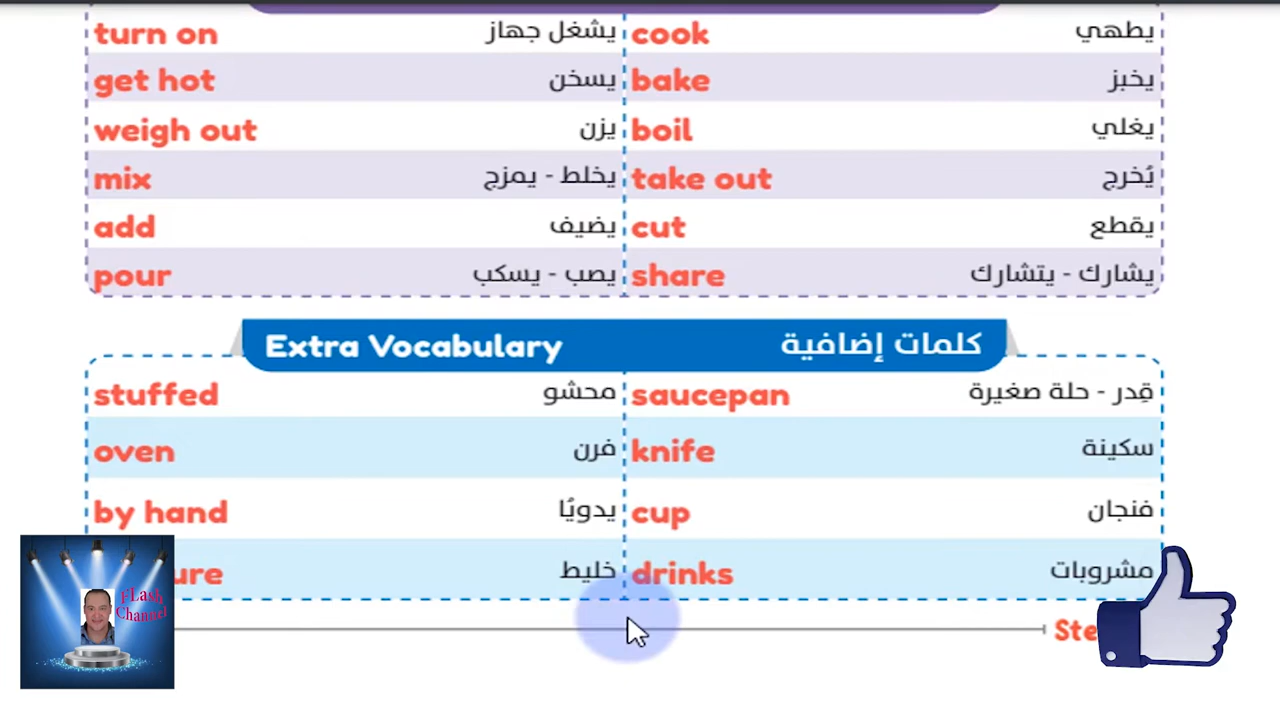 turn on يشغل جهاز cook يطهي
get hot يسخن bake يخبز
weigh out يزن boil يغلي
mix يخلط - يمزج take out يُخرج
add يضيف cut يقطع
pour يصب - يسكب share يشارك - يتشارك
Extra Vocabulary كلمات إضافية
stuffed محشو saucepan قِدر - حلة صغيرة
oven فرن knife سكينة
by hand يدويًا cup فنجان
ure خليط drinks مشروبات
FLash
Channel
Ste